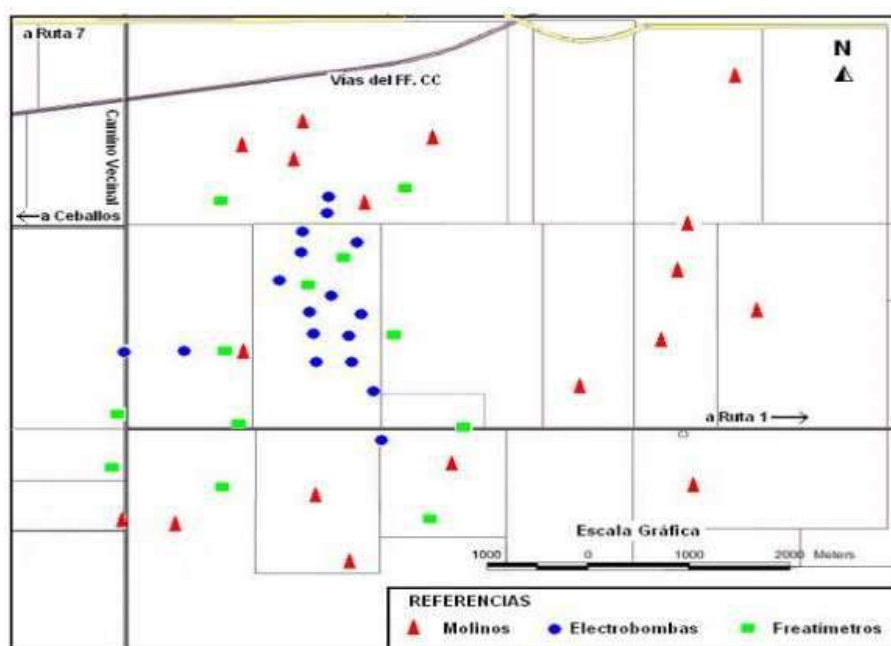 a Ruta 7
N
Vías del FF. CC
Camino Vecinal
a Ceballos
a Ruta 1
Escala Gráfica
1000 0 1000 2000 Meters
REFERENCIAS
Molinos Electrobombas Freatímetros